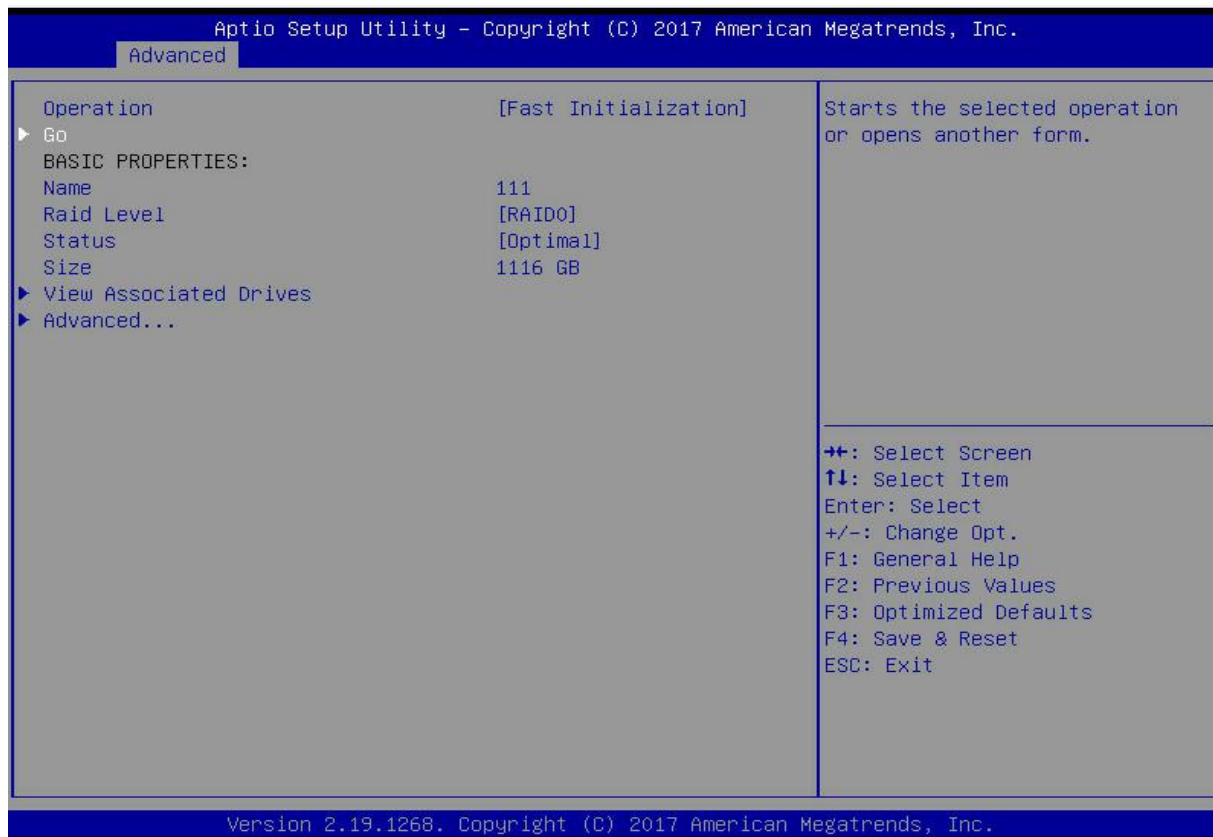 Aptio Setup Utility – Copyright (C) 2017 American Megatrends, Inc.
Advanced
Operation [Fast Initialization]
▶ Go
BASIC PROPERTIES:
Name 111
Raid Level [RAID0]
Status [Optimal]
Size 1116 GB
▶ View Associated Drives
▶ Advanced...
Starts the selected operation
or opens another form.
→←: Select Screen
↑↓: Select Item
Enter: Select
+/-: Change Opt.
F1: General Help
F2: Previous Values
F3: Optimized Defaults
F4: Save & Reset
ESC: Exit
Version 2.19.1268. Copyright (C) 2017 American Megatrends, Inc.